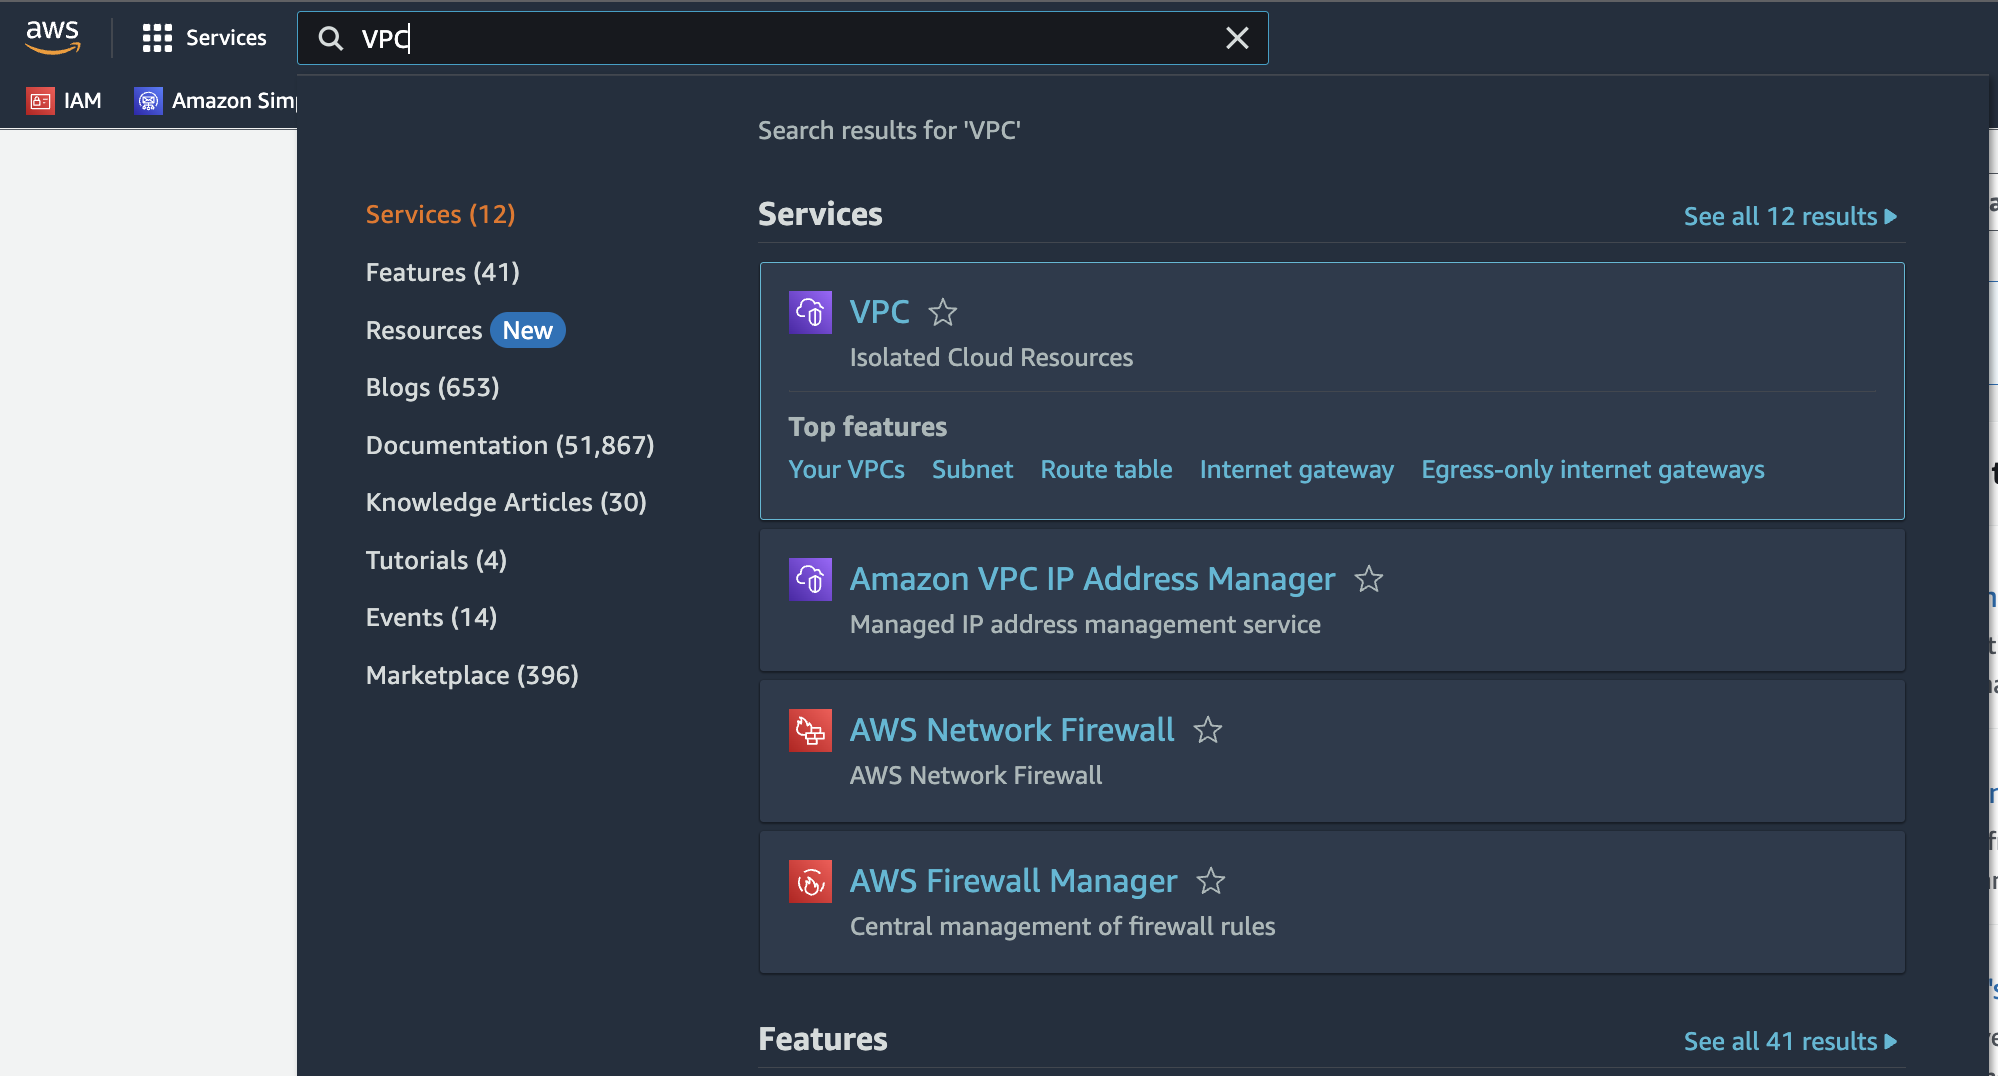 aws Services VPC
IAM Amazon Simp
Search results for 'VPC'
Services (12)
Features (41)
Resources New
Blogs (653)
Documentation (51,867)
Knowledge Articles (30)
Tutorials (4)
Events (14)
Marketplace (396)
Services See all 12 results
VPC
Isolated Cloud Resources
Top features
Your VPCs Subnet Route table Internet gateway Egress-only internet gateways
Amazon VPC IP Address Manager
Managed IP address management service
AWS Network Firewall
AWS Network Firewall
AWS Firewall Manager
Central management of firewall rules
Features See all 41 results